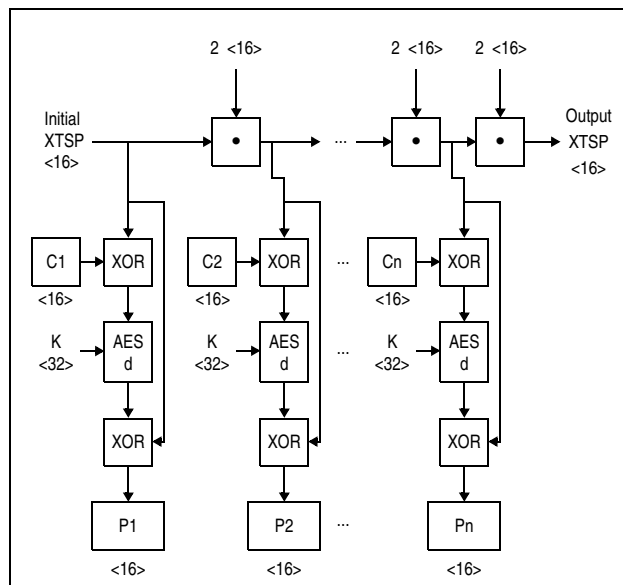 2 <16> 2 <16> 2 <16>
Initial
XTSP
<16>
• ... • •
Output
XTSP
<16>
C1 XOR C2 XOR ... Cn XOR
<16> <16> <16>
K
<32>
AES
d
K
<32>
AES
d
...
K
<32>
AES
d
XOR XOR XOR
P1 P2 ... Pn
<16> <16> <16>